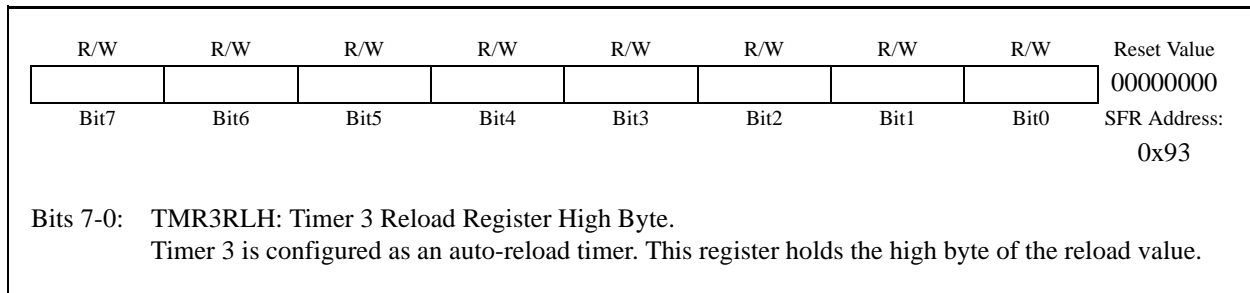 R/W R/W R/W R/W R/W R/W R/W R/W Reset Value
00000000
Bit7 Bit6 Bit5 Bit4 Bit3 Bit2 Bit1 Bit0 SFR Address:
0x93
Bits 7-0: TMR3RLH: Timer 3 Reload Register High Byte.
Timer 3 is configured as an auto-reload timer. This register holds the high byte of the reload value.